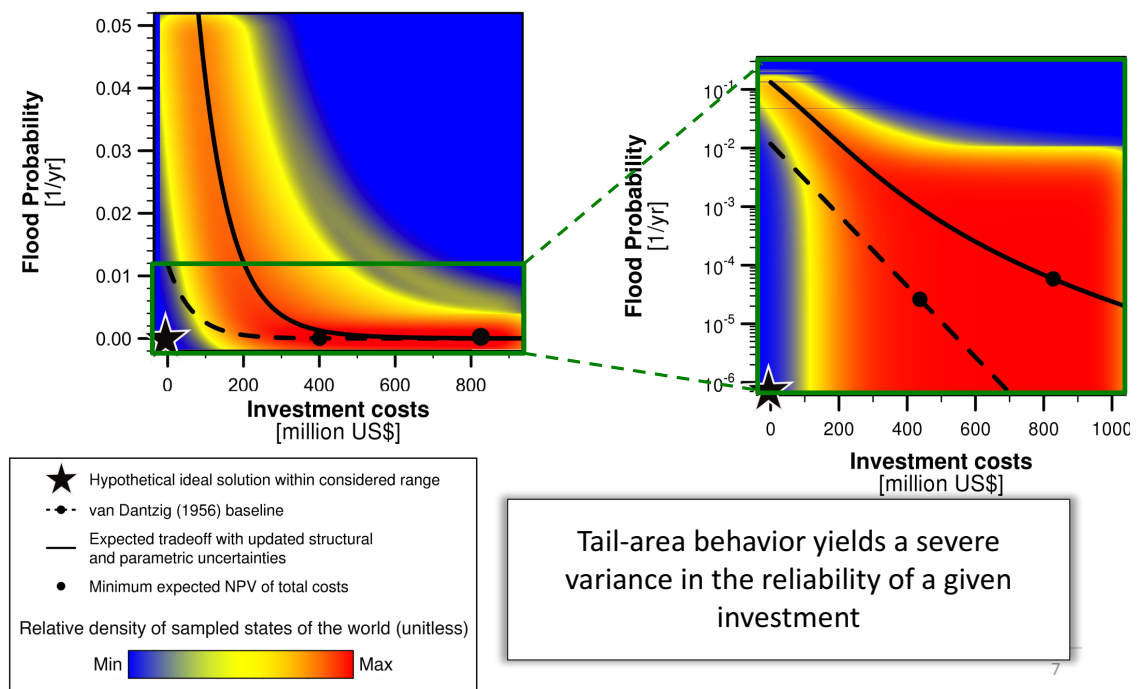 0.05
0.04
0.03
0.02
0.01
0.00
Flood Probability
[1/yr]
0
200
400
600
800
Investment costs
[million US$]
10-1
10-2
10-3
10-4
10-5
10-6
Flood Probability
[1/yr]
0
200
400
600
800
1000
Investment costs
[million US$]
Hypothetical ideal solution within considered range
van Dantzig (1956) baseline
Expected tradeoff with updated structural
and parametric uncertainties
Minimum expected NPV of total costs
Relative density of sampled states of the world (unitless)
Min
Max
Tail-area behavior yields a severe
variance in the reliability of a given
investment
7